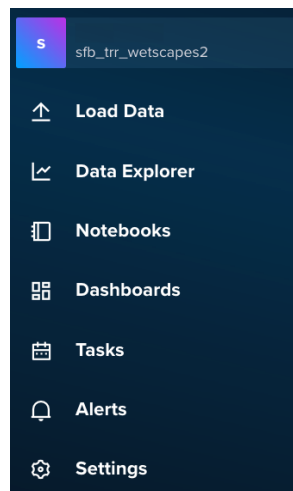 s
sfb_trr_wetscapes2
Load Data
Data Explorer
Notebooks
Dashboards
Tasks
Alerts
Settings